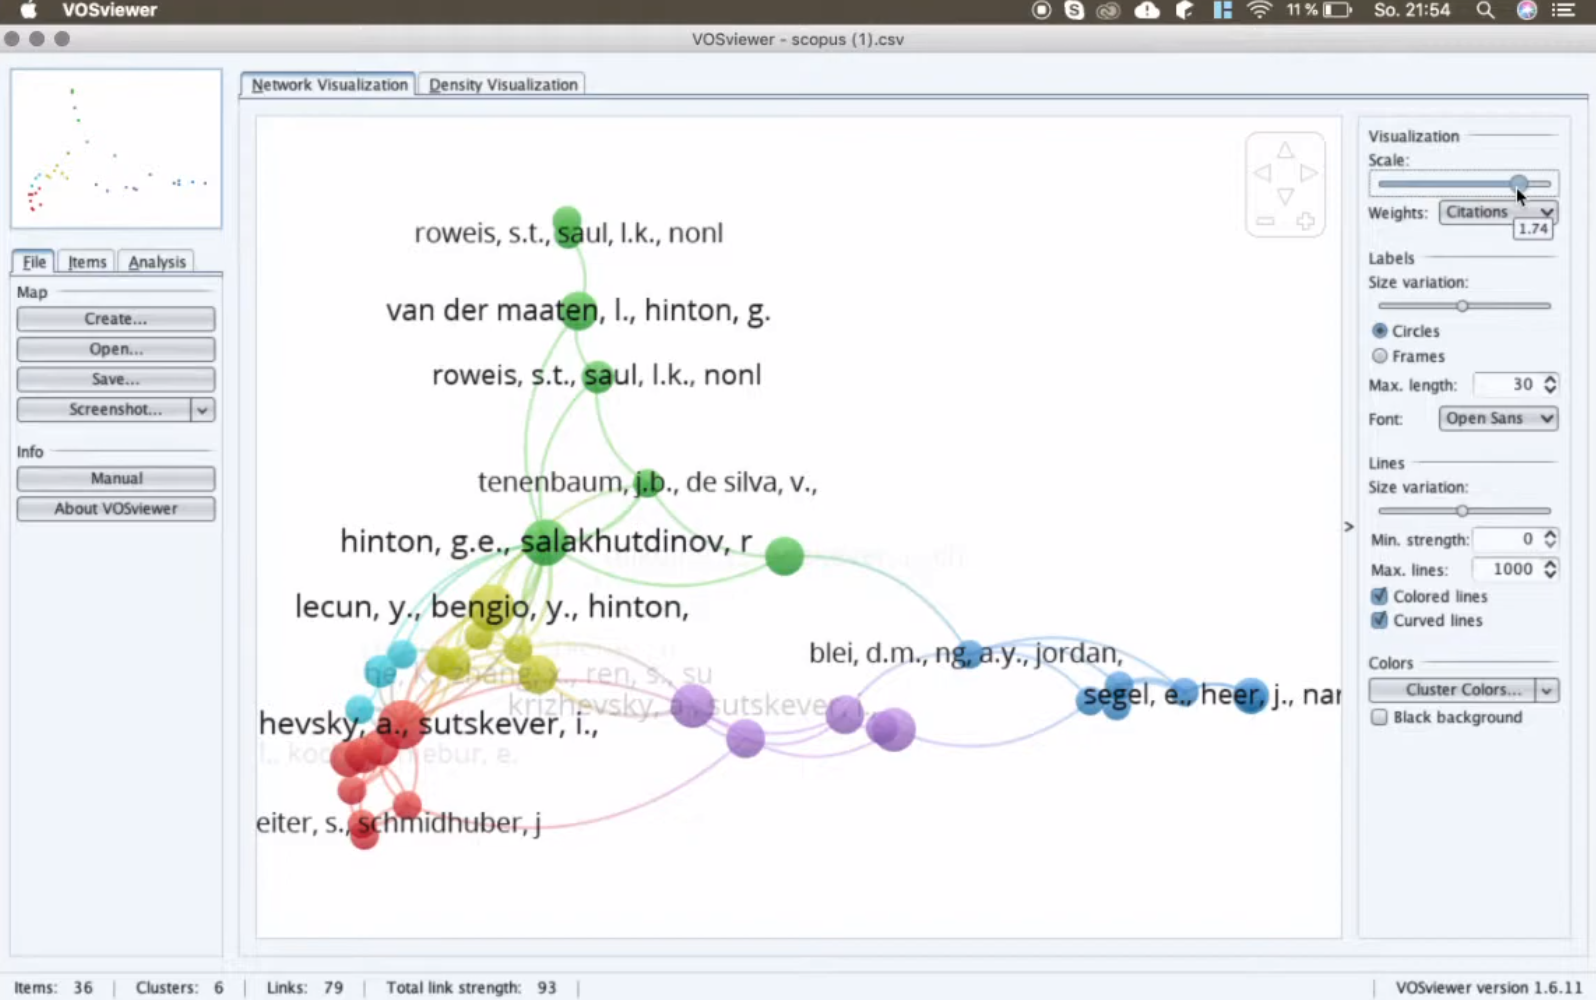 VOSviewer
11 %
So. 21:54
VOSviewer - scopus (1).csv
Network Visualization
Density Visualization
File
Items
Analysis
Map
Create...
Open...
Save...
Screenshot...
Info
Manual
About VOSviewer
roweis, s.t., saul, l.k., nonl
van der maaten, l., hinton, g.
roweis, s.t., saul, l.k., nonl
tenenbaum, j.b., de silva, v.,
hinton, g.e., salakhutdinov, r
lecun, y., bengio, y., hinton,
blei, d.m., ng, a.y., jordan,
he, k., zhang, x., ren, s., su
segel, e., heer, j., nar
krizhevsky, a., sutskever, i.,
hevsky, a., sutskever, i.,
ebur, e.
eiter, s., schmidhuber, j
Visualization
Scale:
Weights: Citations
1.74
Labels
Size variation:
Circles
Frames
Max. length: 30
Font: Open Sans
Lines
Size variation:
Min. strength: 0
Max. lines: 1000
Colored lines
Curved lines
Colors
Cluster Colors...
Black background
>
Items: 36
Clusters: 6
Links: 79
Total link strength: 93
VOSviewer version 1.6.11